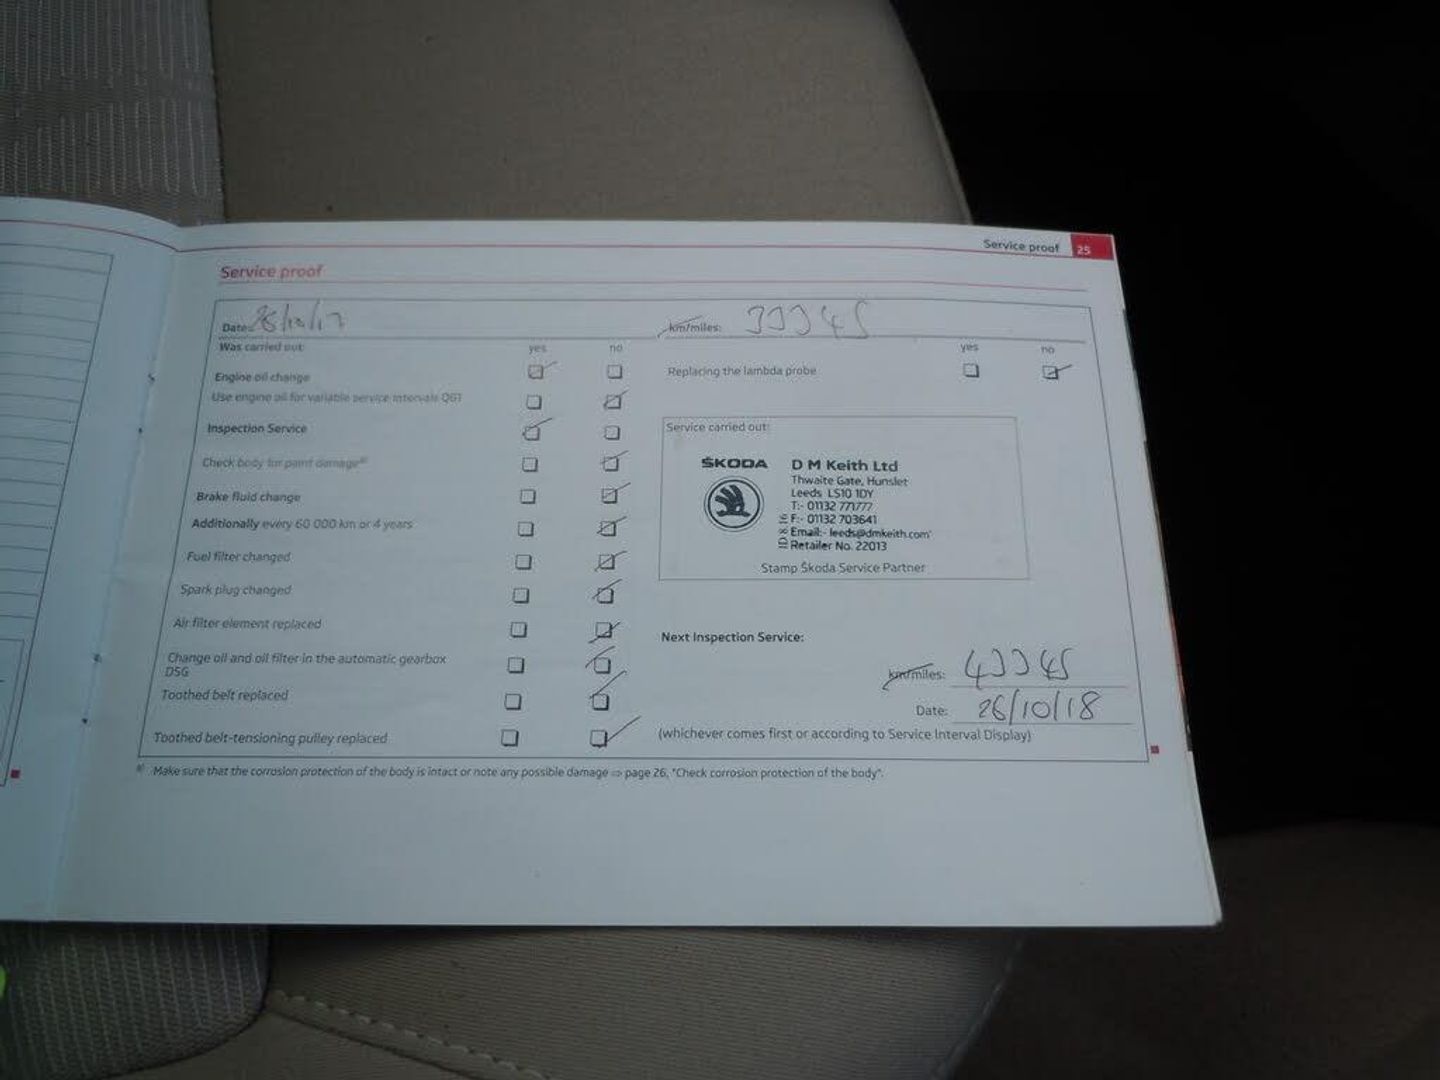 Service proof 25
Service proof
Date: 26/10/17 km/miles: 33345
Was carried out: yes no yes no
Engine oil change Replacing the lambda probe
Use engine oil for variable service intervals QG1
Inspection Service Service carried out:
Check body for paint damage a)
ŠKODA D M Keith Ltd
Thwaite Gate, Hunslet
Brake fluid change Leeds LS10 1DY
T:- 01132 771777
Additionally every 60 000 km or 4 years F:- 01132 703641
Email:- leeds@dmkeith.com
Retailer No. 22013
Fuel filter changed Stamp Škoda Service Partner
Spark plug changed
Air filter element replaced Next Inspection Service:
Change oil and oil filter in the automatic gearbox
DSG km/miles: 43345
Toothed belt replaced Date: 26/10/18
Toothed belt-tensioning pulley replaced (whichever comes first or according to Service Interval Display)
a) Make sure that the corrosion protection of the body is intact or note any possible damage ⇒ page 26, "Check corrosion protection of the body".